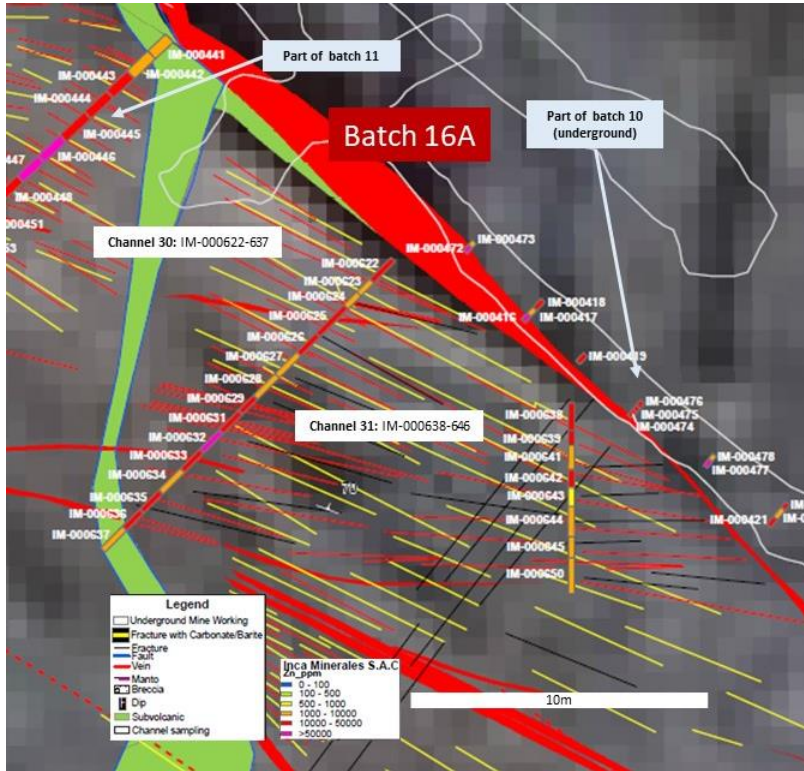 IM-000441
IM-000442
IM-000443
IM-000444
IM-000445
IM-000446
447
IM-000448
000451
53
Part of batch 11
Batch 16A
Part of batch 10
(underground)
Channel 30: IM-000622-637
IM-000472
IM-000473
IM-000418
IM-000416
IM-000417
IM-000419
IM-000476
IM-000475
IM-000474
IM-000478
IM-000477
IM-000421
IM-0
IM-000622
IM-000623
IM-000624
IM-000625
IM-000626
IM-000627
IM-000628
IM-000629
IM-000631
IM-000632
IM-000633
IM-000634
IM-000635
IM-000636
IM-000637
Channel 31: IM-000638-646
IM-000638
IM-000639
IM-000641
IM-000642
IM-000643
IM-000644
IM-000645
IM-000650
70
Legend
Underground Mine Working
Fracture with Carbonate/Barite
Fracture
Fault
Vein
Manto
Breccia
Dip
Subvolcanic
Channel sampling
Inca Minerales S.A.C
Zn_ppm
0 - 100
100 - 500
500 - 1000
1000 - 10000
10000 - 50000
>50000
10m